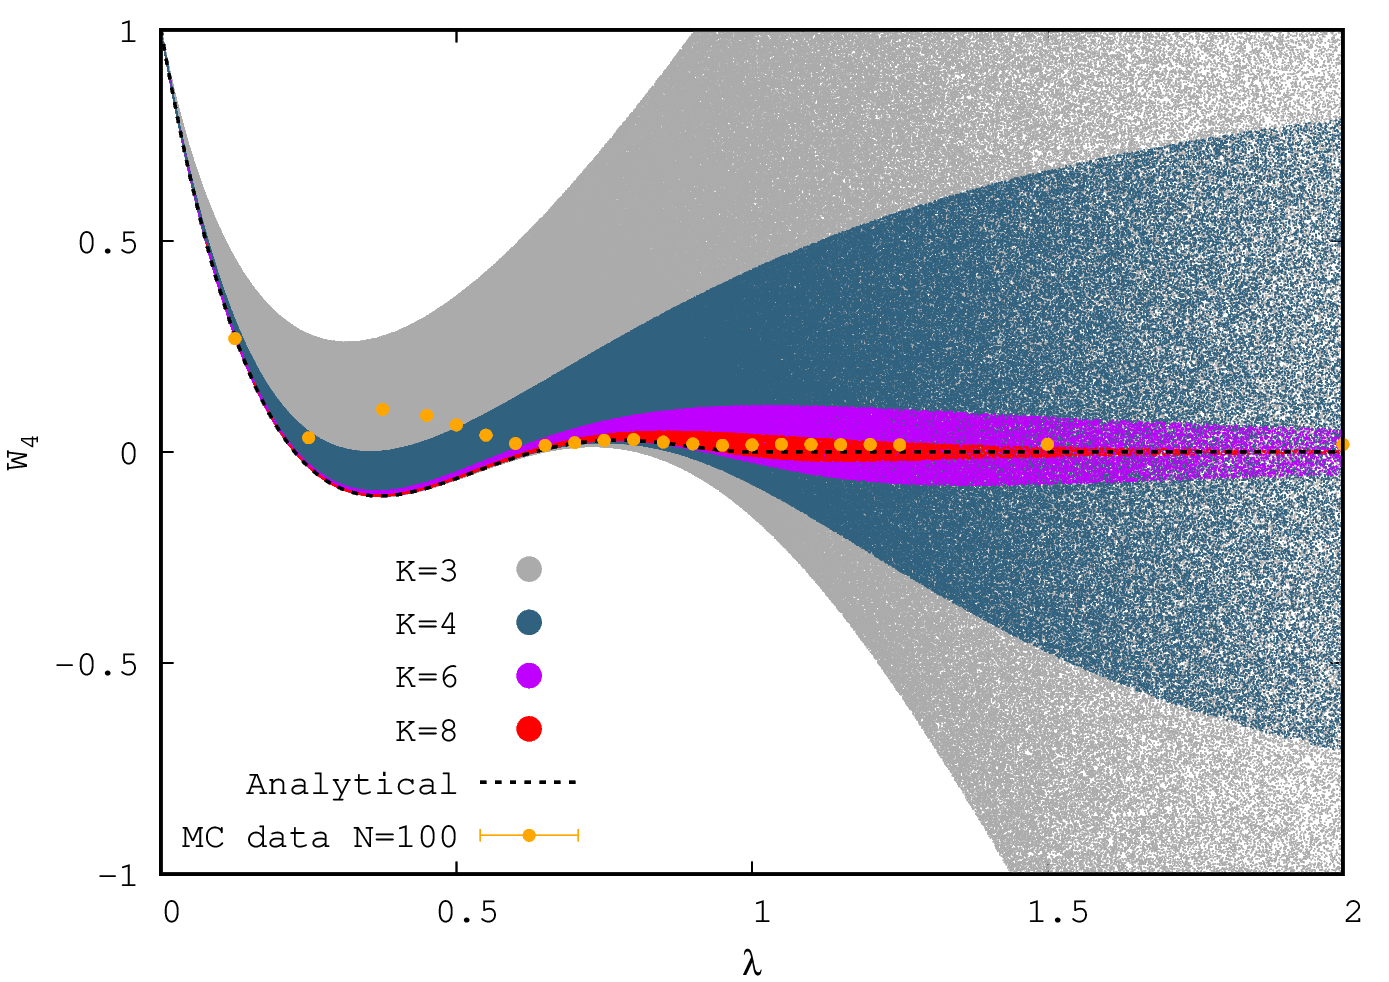 1
0.5
0
−0.5
−1
W4
K=3
K=4
K=6
K=8
Analytical
MC data N=100
0 0.5 1 1.5 2
λ